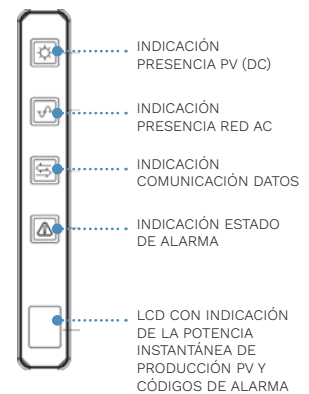 INDICACIÓN
PRESENCIA PV (DC)
INDICACIÓN
PRESENCIA RED AC
INDICACIÓN
COMUNICACIÓN DATOS
INDICACIÓN ESTADO
DE ALARMA
LCD CON INDICACIÓN
DE LA POTENCIA
INSTANTÁNEA DE
PRODUCCIÓN PV Y
CÓDIGOS DE ALARMA